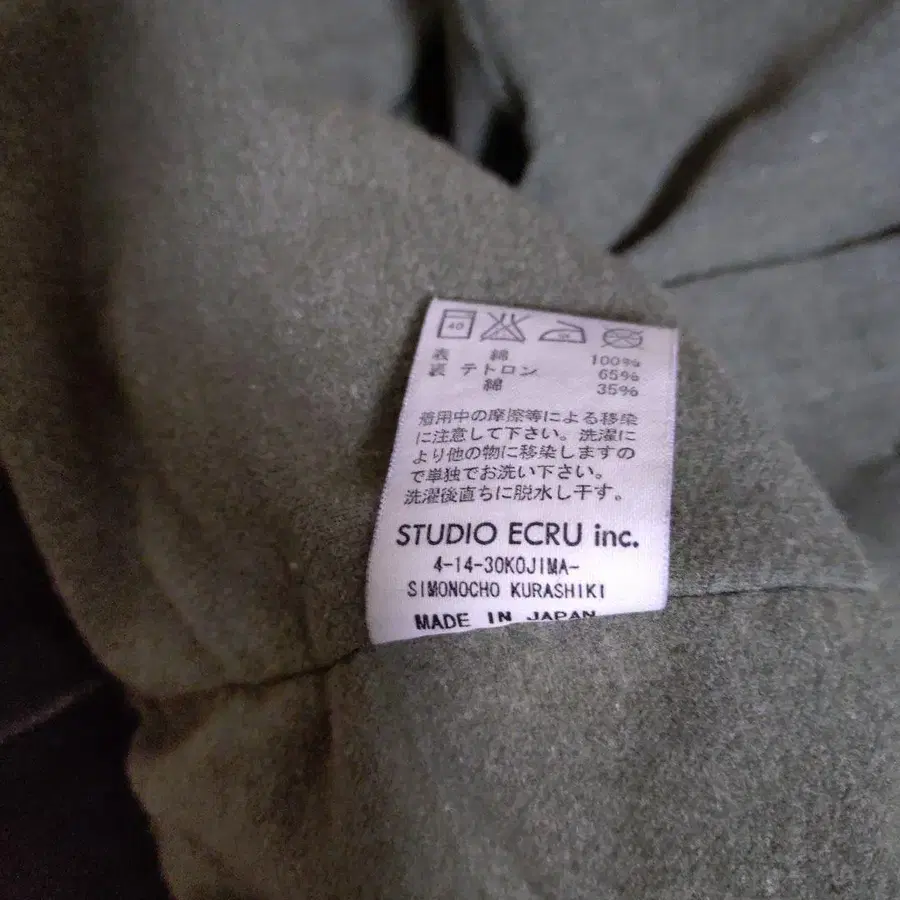 40
表 綿 100%
裏 テトロン 65%
綿 35%
着用中の摩擦等による移染
に注意して下さい。洗濯に
より他の物に移染しますの
で単独でお洗い下さい。
洗濯後直ちに脱水し干す。
STUDIO ECRU inc.
4-14-30KOJIMA-
SIMONOCHO KURASHIKI
MADE IN JAPAN